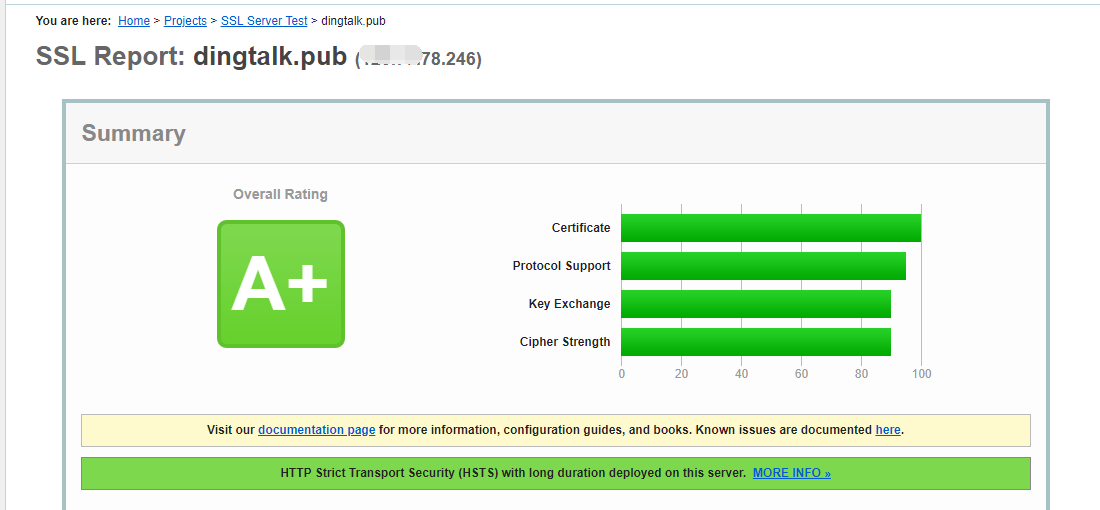 You are here: Home > Projects > SSL Server Test > dingtalk.pub
SSL Report: dingtalk.pub (78.246)
Summary
Overall Rating
A+
Certificate
Protocol Support
Key Exchange
Cipher Strength
0 20 40 60 80 100
Visit our documentation page for more information, configuration guides, and books. Known issues are documented here.
HTTP Strict Transport Security (HSTS) with long duration deployed on this server. MORE INFO »